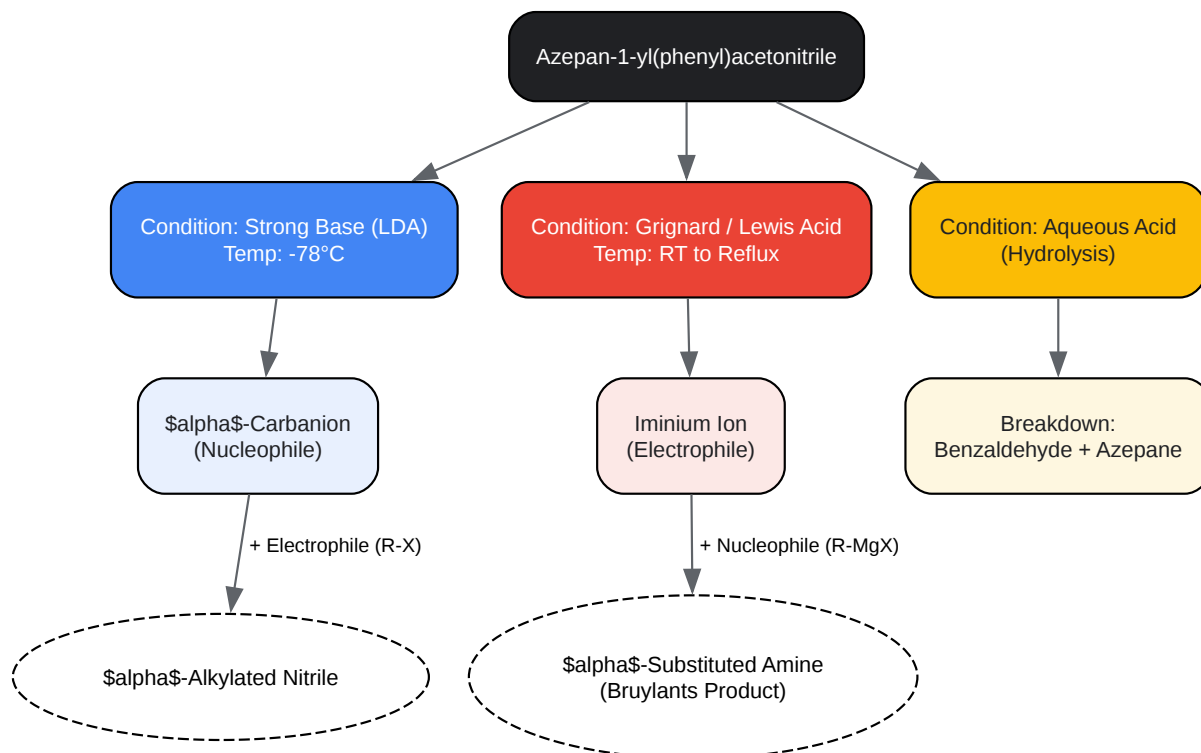 Azepan-1-yl(phenyl)acetonitrile
Condition: Strong Base (LDA)
Temp: -78°C
Condition: Grignard / Lewis Acid
Temp: RT to Reflux
Condition: Aqueous Acid
(Hydrolysis)
$alpha$-Carbanion
(Nucleophile)
Iminium Ion
(Electrophile)
Breakdown:
Benzaldehyde + Azepane
+ Electrophile (R-X)
+ Nucleophile (R-MgX)
$alpha$-Alkylated Nitrile
$alpha$-Substituted Amine
(Bruylants Product)